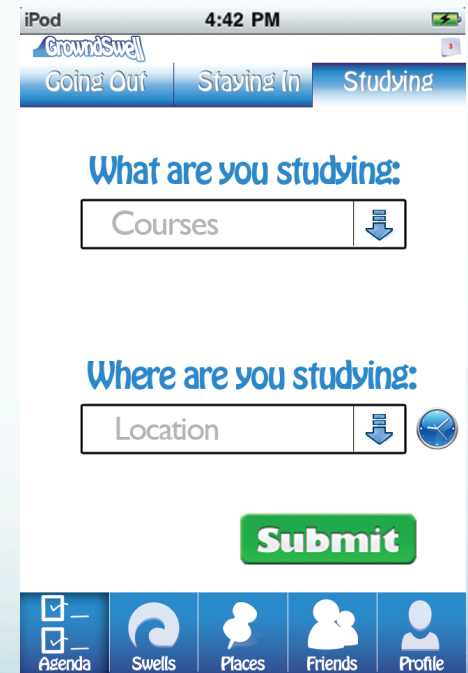 iPod 4:42 PM
GroundSwell 3
Going Out Staying In Studying
What are you studying:
Courses
Where are you studying:
Location
Submit
Agenda Swells Places Friends Profile